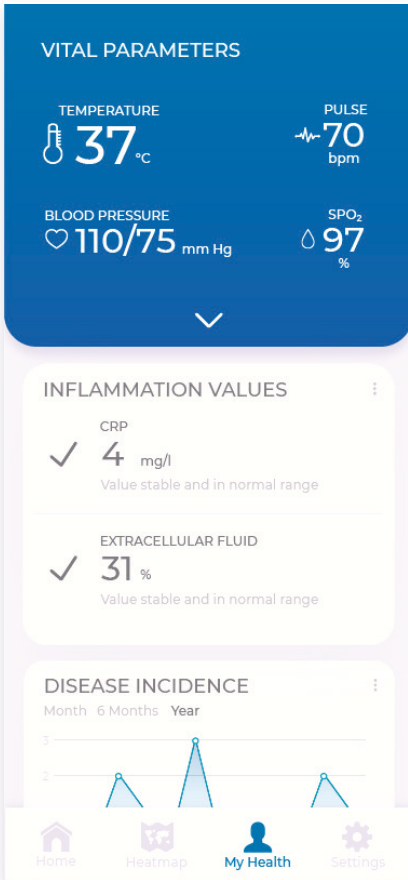 VITAL PARAMETERS
TEMPERATURE
37 °C
PULSE
70
bpm
BLOOD PRESSURE
110/75 mm Hg
SPO₂
97
%
INFLAMMATION VALUES
CRP
4 mg/l
Value stable and in normal range
EXTRACELLULAR FLUID
31 %
Value stable and in normal range
DISEASE INCIDENCE
Month 6 Months Year
3
2
Home Heatmap My Health Settings